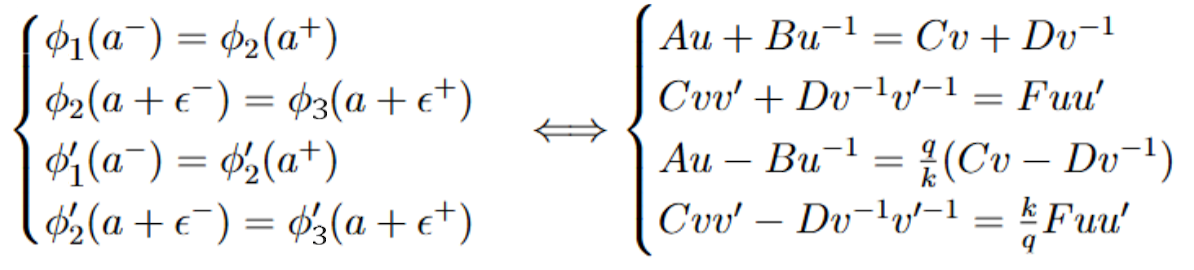 ϕ₁(a⁻) = ϕ₂(a⁺)
ϕ₂(a + ϵ⁻) = ϕ₃(a + ϵ⁺)
ϕ′₁(a⁻) = ϕ′₂(a⁺)
ϕ′₂(a + ϵ⁻) = ϕ′₃(a + ϵ⁺)
⟺
Au + Bu⁻¹ = Cv + Dv⁻¹
Cvv′ + Dv⁻¹v′⁻¹ = Fuu′
Au − Bu⁻¹ = q/k(Cv − Dv⁻¹)
Cvv′ − Dv⁻¹v′⁻¹ = k/q Fuu′